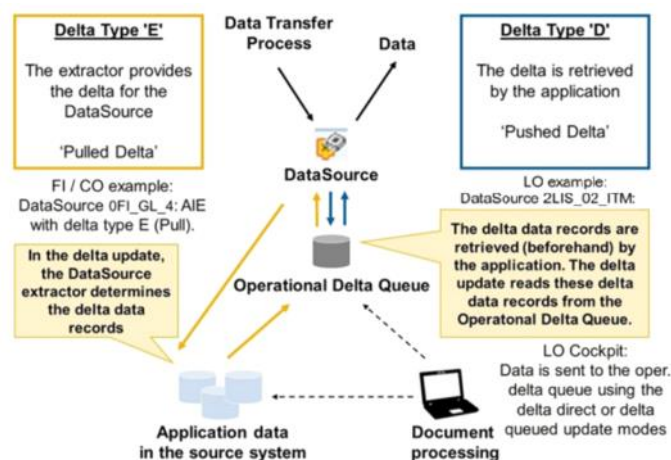 Delta Type 'E'
The extractor provides
the delta for the
DataSource
'Pulled Delta'
FI / CO example:
DataSource 0FI_GL_4: AIE
with delta type E (Pull).
In the delta update,
the DataSource
extractor determines
the delta data
records
Data Transfer
Process
Data
DataSource
Operational Delta Queue
Application data
in the source system
Document
processing
Delta Type 'D'
The delta is retrieved
by the application
'Pushed Delta'
LO example:
DataSource 2LIS_02_ITM:
The delta data records are
retrieved (beforehand) by
the application. The delta
update reads these delta
data records from the
Operatonal Delta Queue.
LO Cockpit:
Data is sent to the oper.
delta queue using the
delta direct or delta
queued update modes